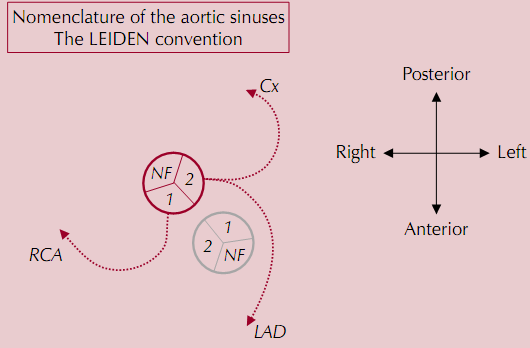 Nomenclature of the aortic sinuses
The LEIDEN convention
Cx
Posterior
Right
Left
Anterior
NF
2
1
1
2
NF
RCA
LAD